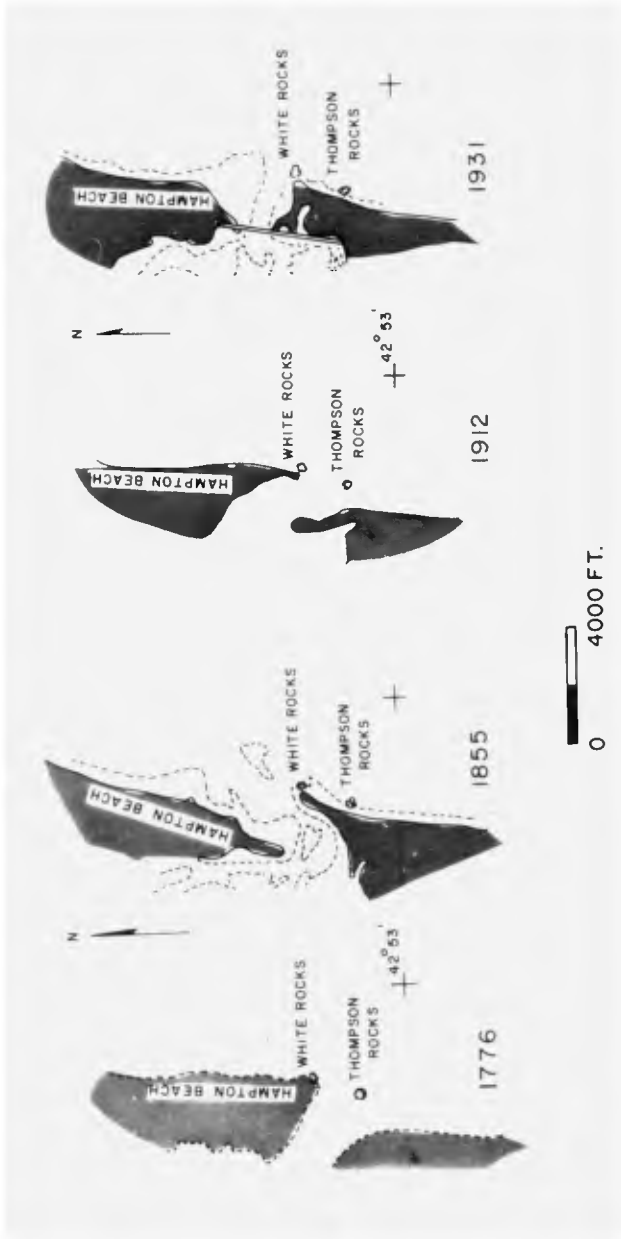 HAMPTON BEACH
WHITE ROCKS
THOMPSON
ROCKS
1776
N
42° 53'
HAMPTON BEACH
WHITE ROCKS
THOMPSON
ROCKS
1855
HAMPTON BEACH
WHITE ROCKS
THOMPSON
ROCKS
1912
N
42° 53'
HAMPTON BEACH
WHITE ROCKS
THOMPSON
ROCKS
1931
0 4000 FT.